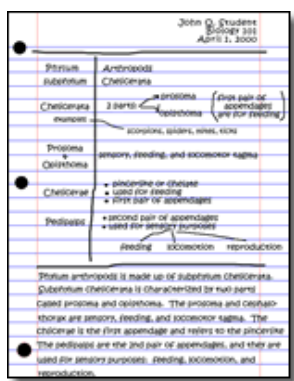 John Q. Student
Biology 101
April 1, 2000
Phylum Arthropoda
Subphylum Chelicerata
Chelicerata 2 parts prosoma (first pair of
examples opisthoma appendages
are for feeding)
scorpions, spiders, mites, ticks
Prosoma
+ sensory, feeding, and locomotor tagma
Opisthoma
Chelicerae • pincerlike or chelate
• used for feeding
• first pair of appendages
Pedipalps • second pair of appendages
• used for sensory purposes
feeding locomotion reproduction
Phylum arthropods is made up of subphylum chelicerata.
Subphylum chelicerata is characterized by two parts
called prosoma and opisthoma. The prosoma and cephalo-
thorax are sensory, feeding, and locomotor tagma. The
chilcerae is the first appendage and refers to the pincerlike
The pedipalps are the 2nd pair of appendages, and they are
used for sensory purposes: feeding, locomotion, and
reproduction.